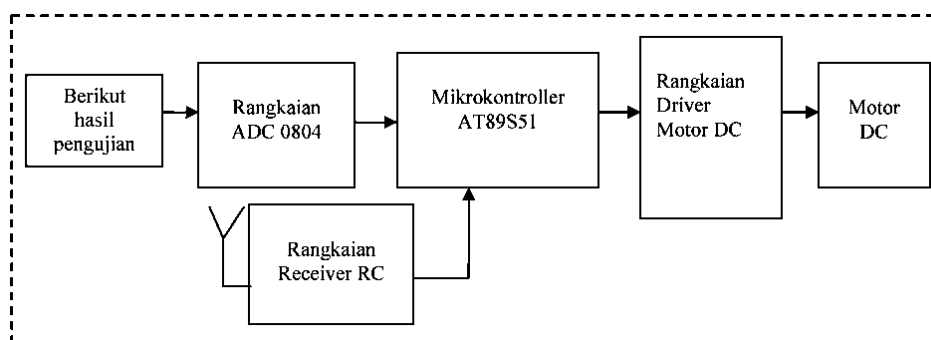 Berikut
hasil
pengujian
Rangkaian
ADC 0804
Mikrokontroller
AT89S51
Rangkaian
Driver
Motor DC
Motor
DC
Rangkaian
Receiver RC